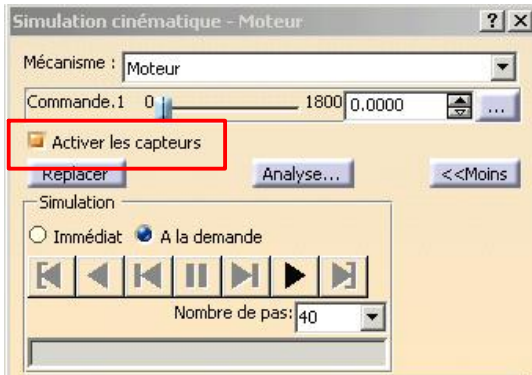 Simulation cinématique - Moteur ? X
Mécanisme : Moteur
Commande.1 0 1800 0.0000 ...
Activer les capteurs
Replacer Analyse... <<Moins
Simulation
Immédiat A la demande
Nombre de pas: 40